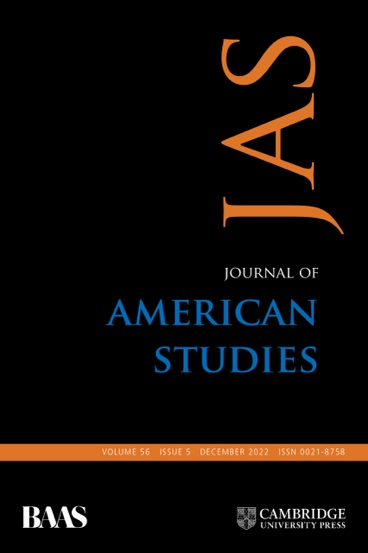 JAS
JOURNAL OF
AMERICAN
STUDIES
VOLUME 56 ISSUE 5 DECEMBER 2022 ISSN 0021-8758
BAAS
CAMBRIDGE
UNIVERSITY PRESS